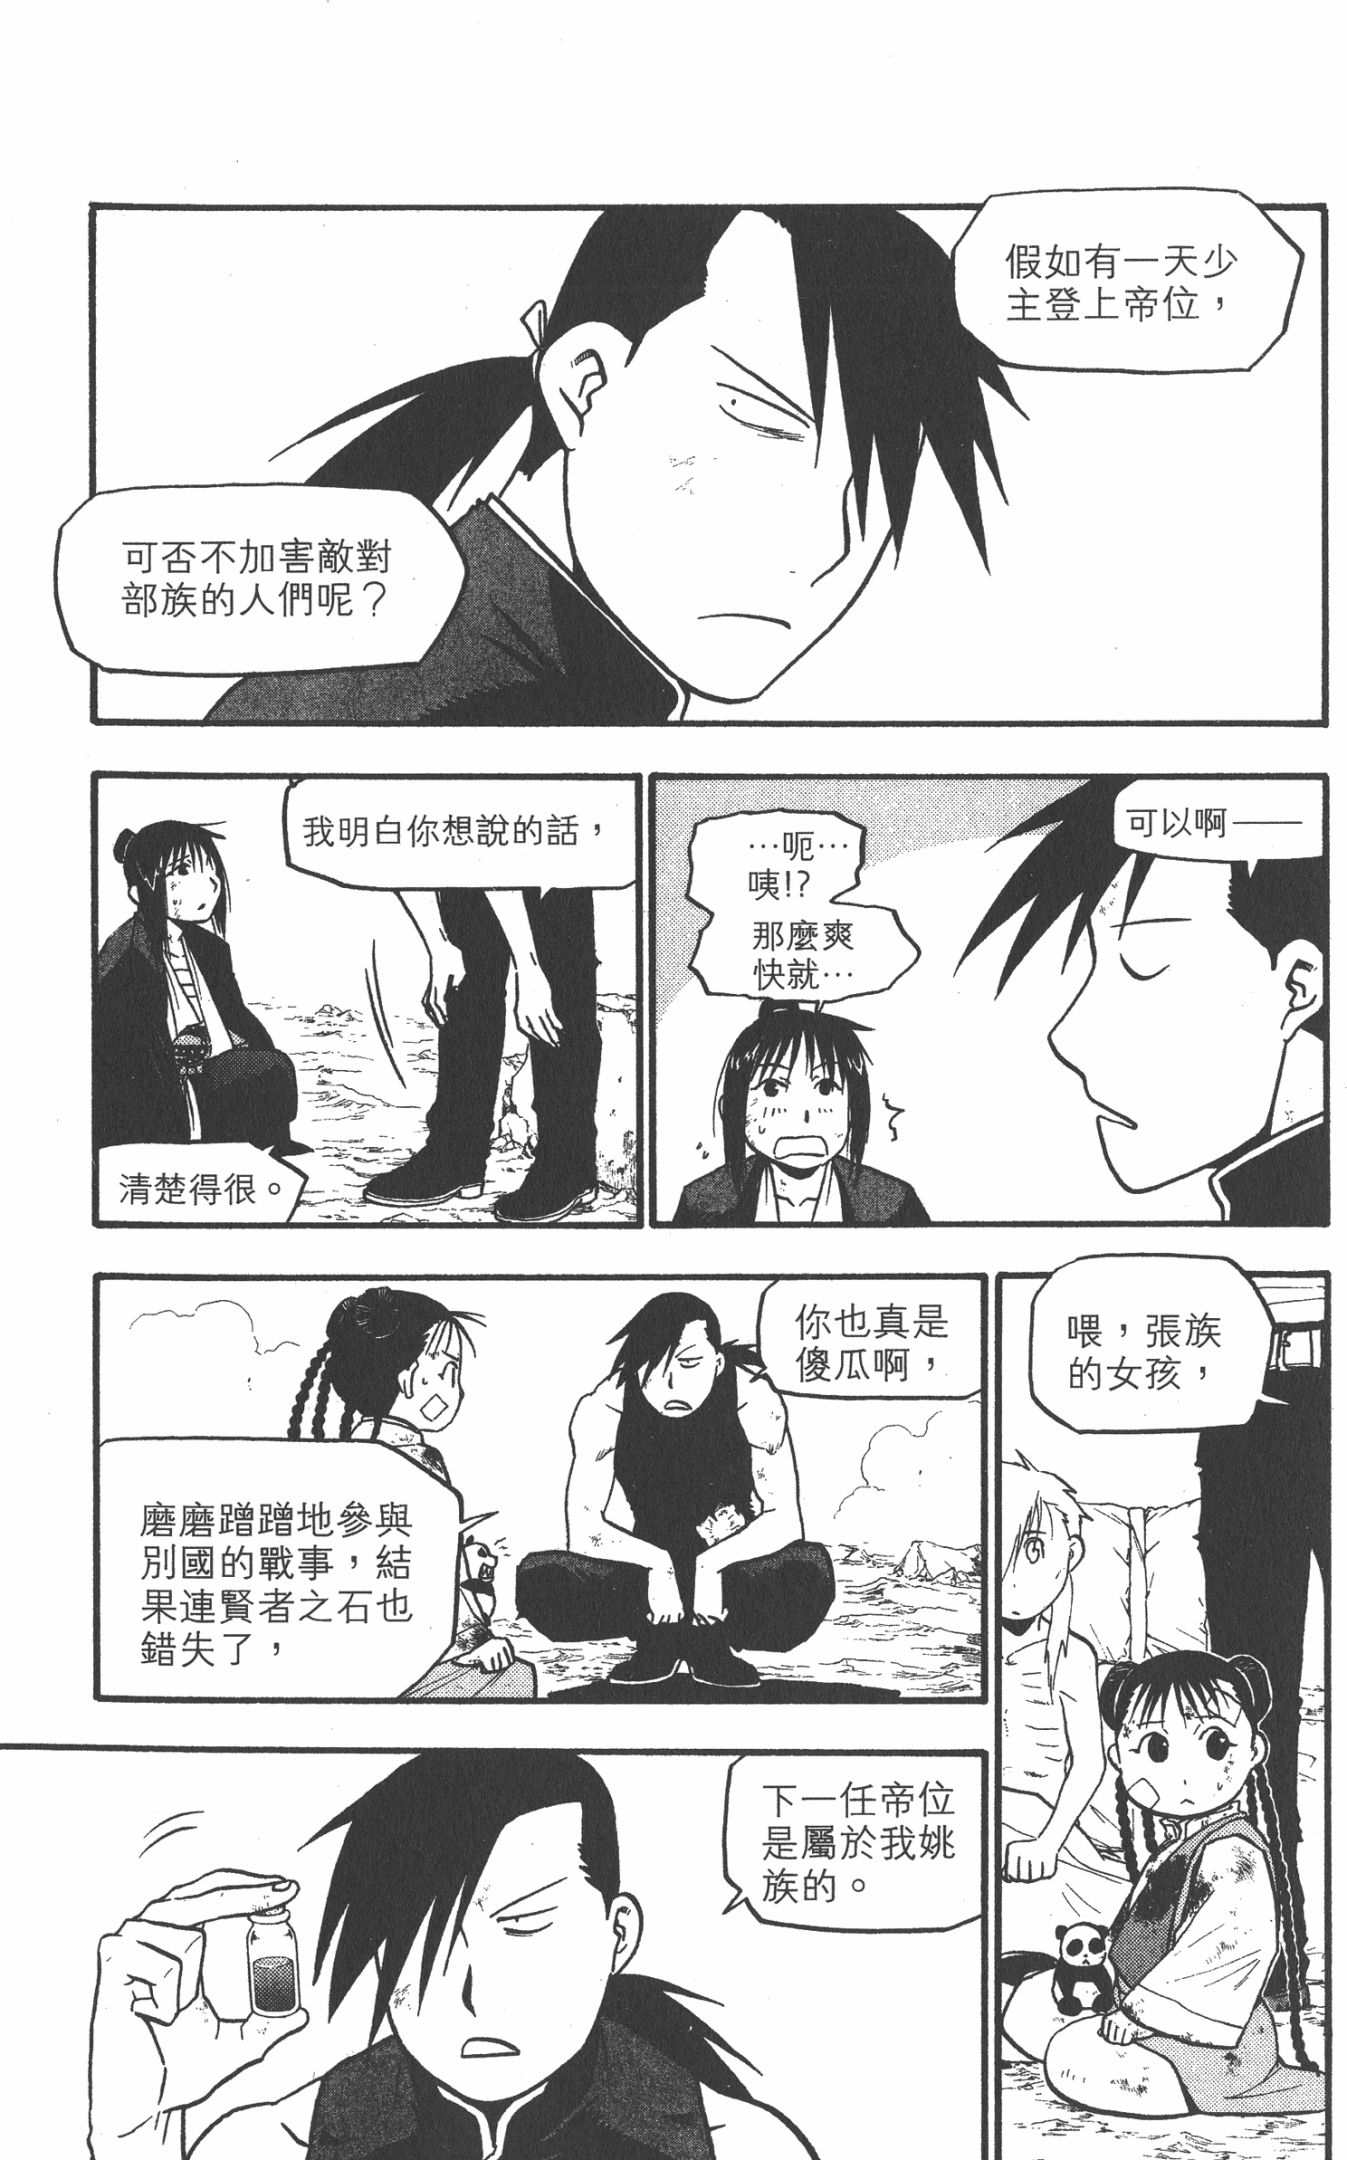 假如有一天少
主登上帝位，
可否不加害敵對
部族的人們呢？
可以啊──
…呃…
咦!?
那麼爽
快就…
我明白你想說的話，
清楚得很。
喂，張族
的女孩，
你也真是
傻瓜啊，
磨磨蹭蹭地參與
別國的戰事，結
果連賢者之石也
錯失了，
下一任帝位
是屬於我姚
族的。